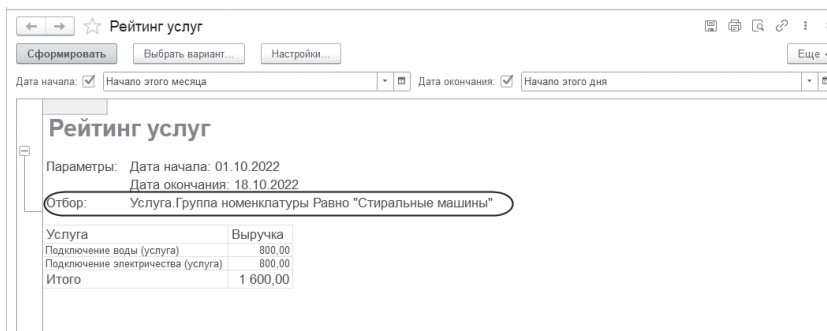 Рейтинг услуг
Сформировать Выбрать вариант... Настройки... Еще
Дата начала: Начало этого месяца Дата окончания: Начало этого дня
Рейтинг услуг
Параметры: Дата начала: 01.10.2022
Дата окончания: 18.10.2022
Отбор: Услуга.Группа номенклатуры Равно "Стиральные машины"
Услуга Выручка
Подключение воды (услуга) 800,00
Подключение электричества (услуга) 800,00
Итого 1 600,00